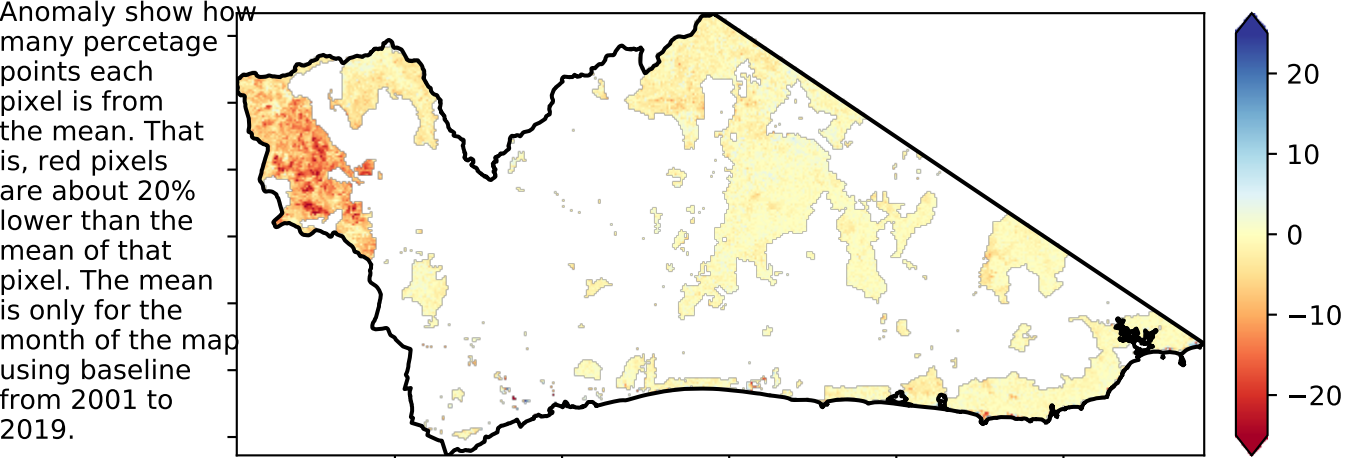 Anomaly show how
many percetage
points each
pixel is from
the mean. That
is, red pixels
are about 20%
lower than the
mean of that
pixel. The mean
is only for the
month of the map
using baseline
from 2001 to
2019.
20
10
0
−10
−20